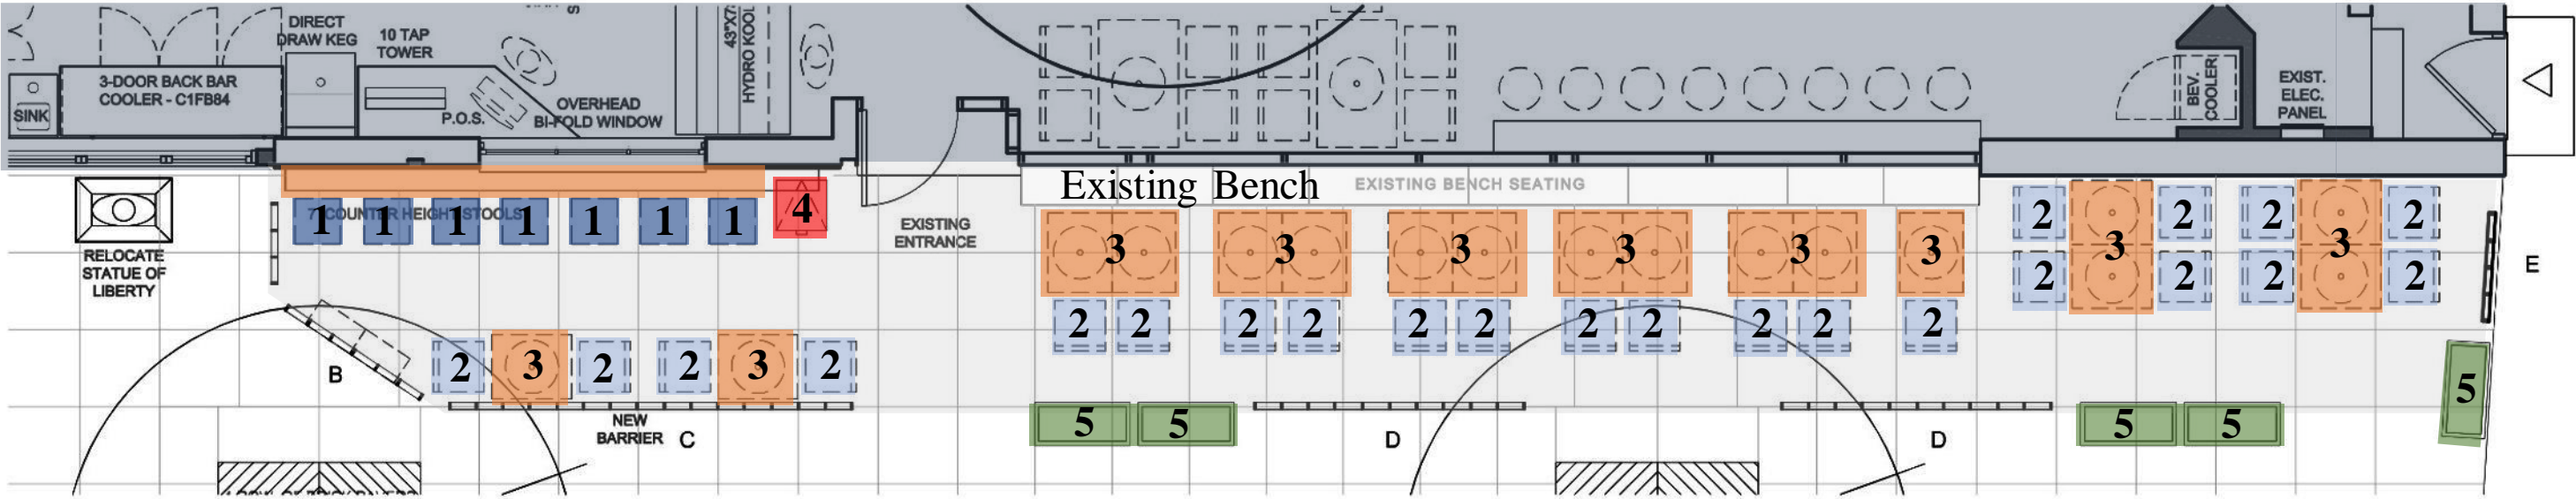 DIRECT
DRAW KEG
10 TAP
TOWER
43"X7
HYDRO KOOL
3-DOOR BACK BAR
COOLER - C1FB84
SINK
P.O.S.
OVERHEAD
BI-FOLD WINDOW
BEV.
COOLER
EXIST.
ELEC.
PANEL
Existing Bench
EXISTING BENCH SEATING
7 COUNTER HEIGHT STOOLS
1 1 1 1 1 1 1
4
EXISTING
ENTRANCE
RELOCATE
STATUE OF
LIBERTY
3 3 3 3 3 3
2 2 2 2
2 3 2 2 3 2
E
2 2 2 2 2 2 2 2 2 2 2
B
2 3 2 2 3 2
5
NEW
BARRIER
C
5 5
D
D
5 5